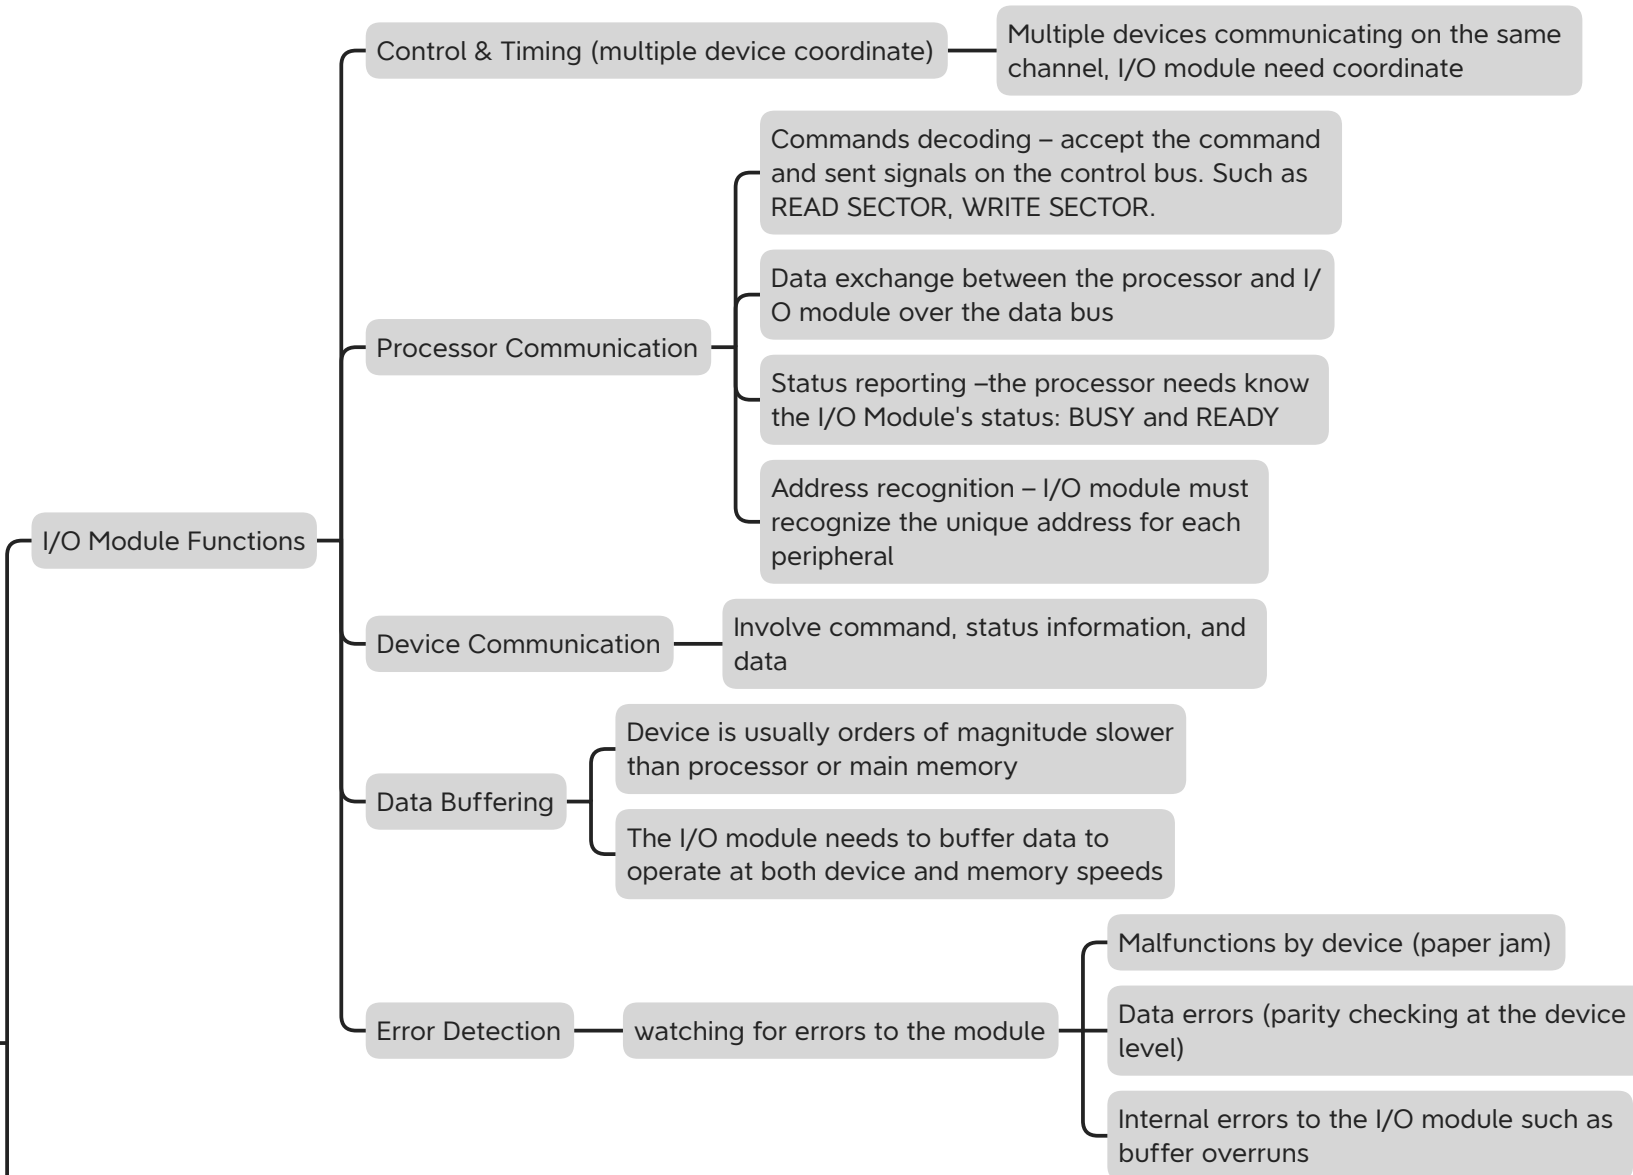 Control & Timing (multiple device coordinate)
Multiple devices communicating on the same
channel, I/O module need coordinate
Commands decoding – accept the command
and sent signals on the control bus. Such as
READ SECTOR, WRITE SECTOR.
Data exchange between the processor and I/
O module over the data bus
Processor Communication
Status reporting –the processor needs know
the I/O Module's status: BUSY and READY
Address recognition – I/O module must
recognize the unique address for each
peripheral
I/O Module Functions
Device Communication
Involve command, status information, and
data
Device is usually orders of magnitude slower
than processor or main memory
Data Buffering
The I/O module needs to buffer data to
operate at both device and memory speeds
Malfunctions by device (paper jam)
Error Detection
watching for errors to the module
Data errors (parity checking at the device
level)
Internal errors to the I/O module such as
buffer overruns